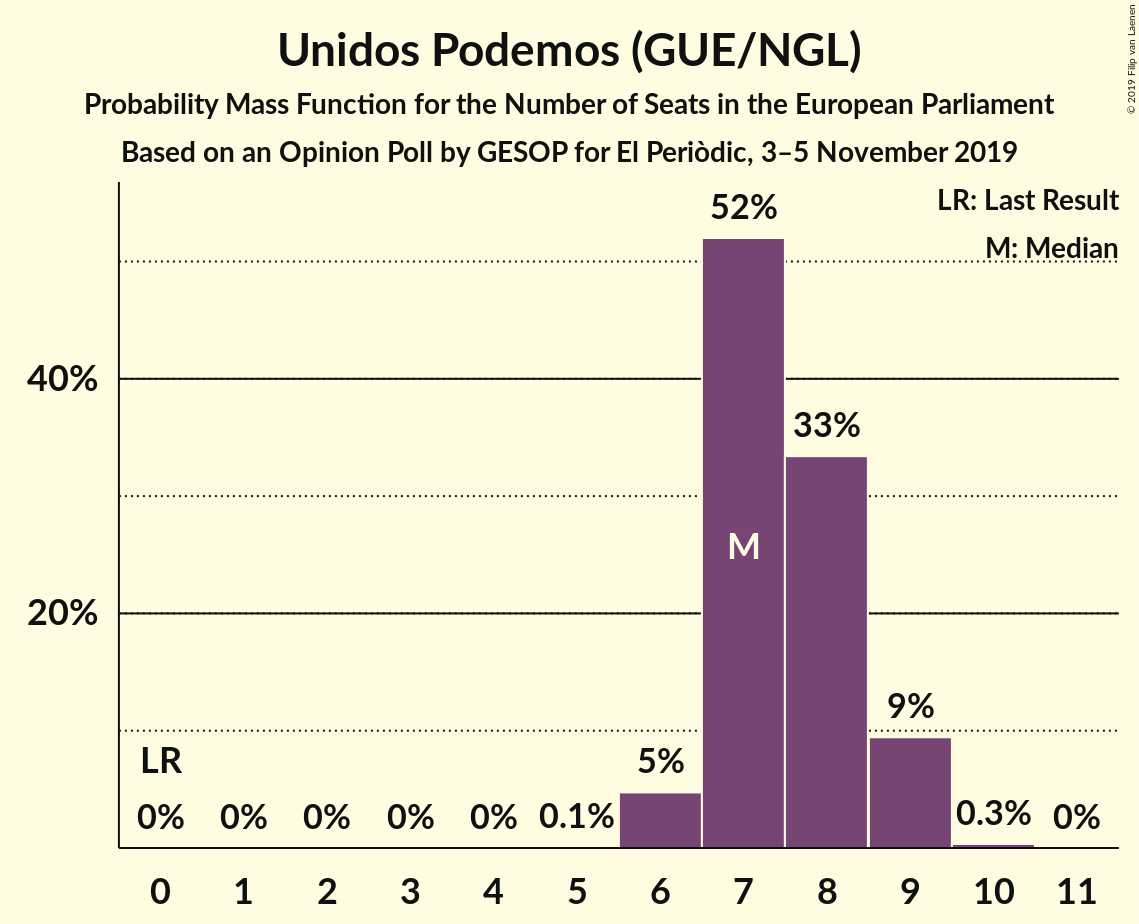 Unidos Podemos (GUE/NGL)
Probability Mass Function for the Number of Seats in the European Parliament
Based on an Opinion Poll by GESOP for El Periòdic, 3–5 November 2019
© 2019 Filip van Laenen
LR: Last Result
M: Median
52%
40%
33%
M
20%
9%
LR
5%
0% 0% 0% 0% 0% 0.1% 0.3% 0%
0 1 2 3 4 5 6 7 8 9 10 11